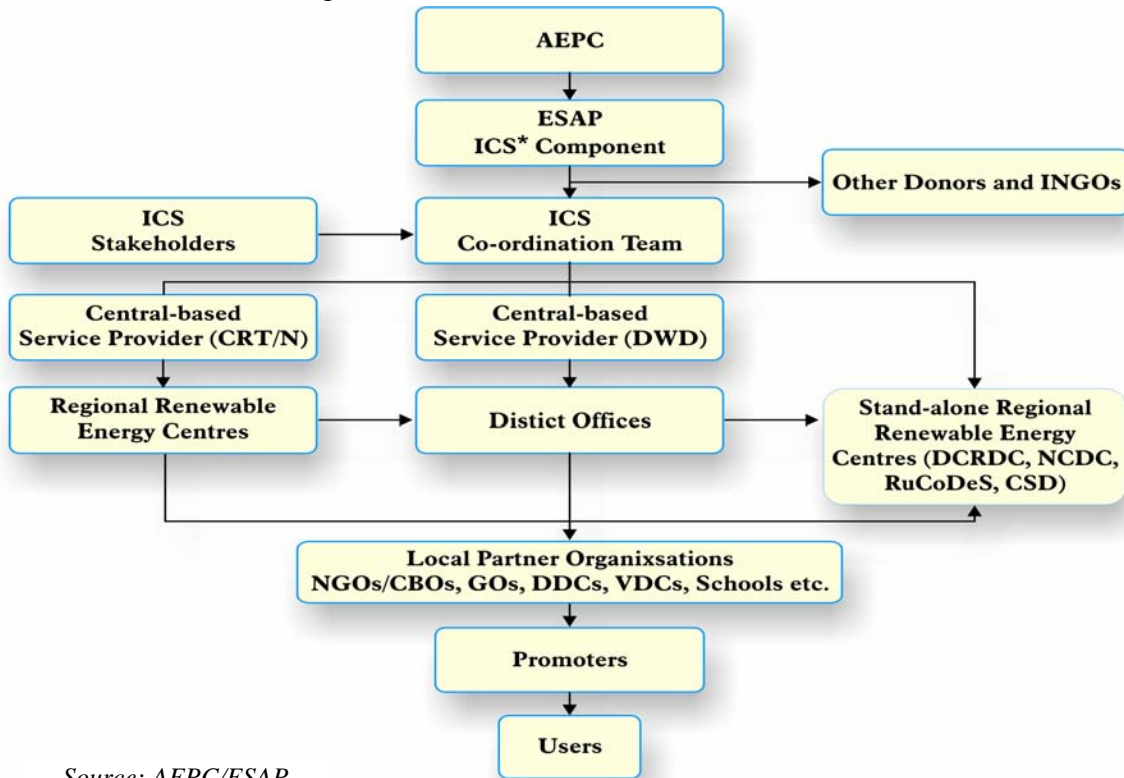 AEPC
ESAP
ICS* Component
Other Donors and INGOs
ICS
Stakeholders
ICS
Co-ordination Team
Central-based
Service Provider (CRT/N)
Central-based
Service Provider (DWD)
Regional Renewable
Energy Centres
Distict Offices
Stand-alone Regional
Renewable Energy
Centres (DCRDC, NCDC,
RuCoDeS, CSD)
Local Partner Organixsations
NGOs/CBOs, GOs, DDCs, VDCs, Schools etc.
Promoters
Users
Source: AEPC/ESAP